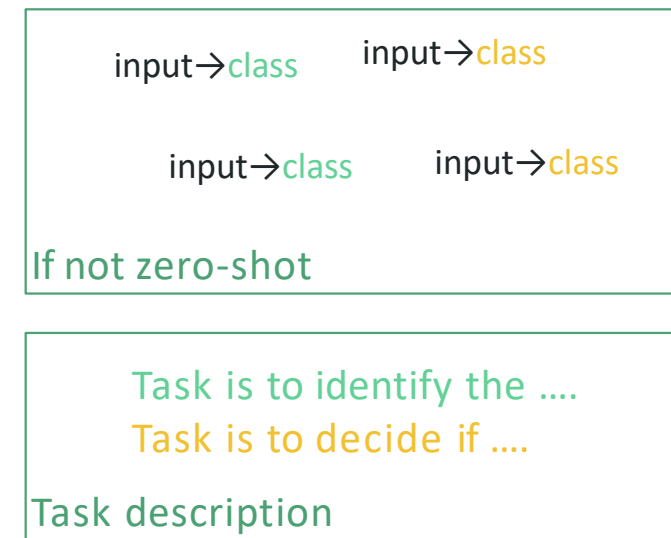 input→class
input→class
input→class
input→class
If not zero-shot
Task is to identify the ....
Task is to decide if ....
Task description